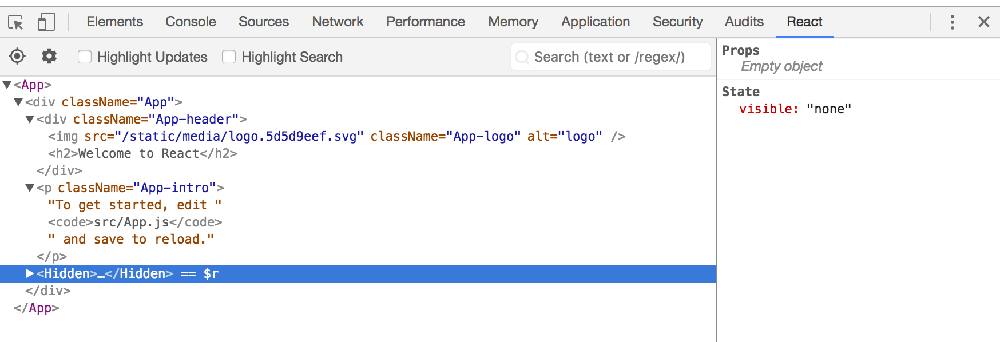 Elements Console Sources Network Performance Memory Application Security Audits React
Highlight Updates Highlight Search Search (text or /regex/)
<App>
<div className="App">
<div className="App-header">
<img src="/static/media/logo.5d5d9eef.svg" className="App-logo" alt="logo" />
<h2>Welcome to React</h2>
</div>
<p className="App-intro">
"To get started, edit "
<code>src/App.js</code>
" and save to reload."
</p>
<Hidden>…</Hidden> == $r
</div>
</App>
Props
Empty object
State
visible: "none"